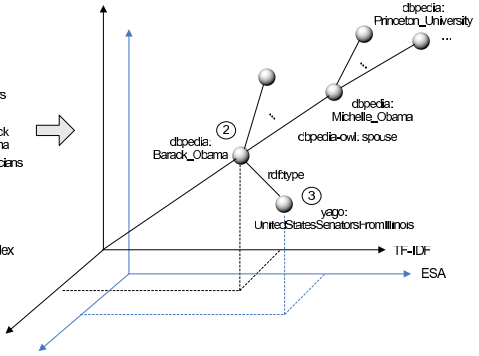 dbpedia:
Princeton_University
...
...
dbpedia:
Michelle_Obama
...
dbpedia-owl: spouse
2
dbpedia:
Barack_Obama
rdf:type
3
yago:
UnitedStatesSenatorsFromIllinois
TF-IDF
ESA